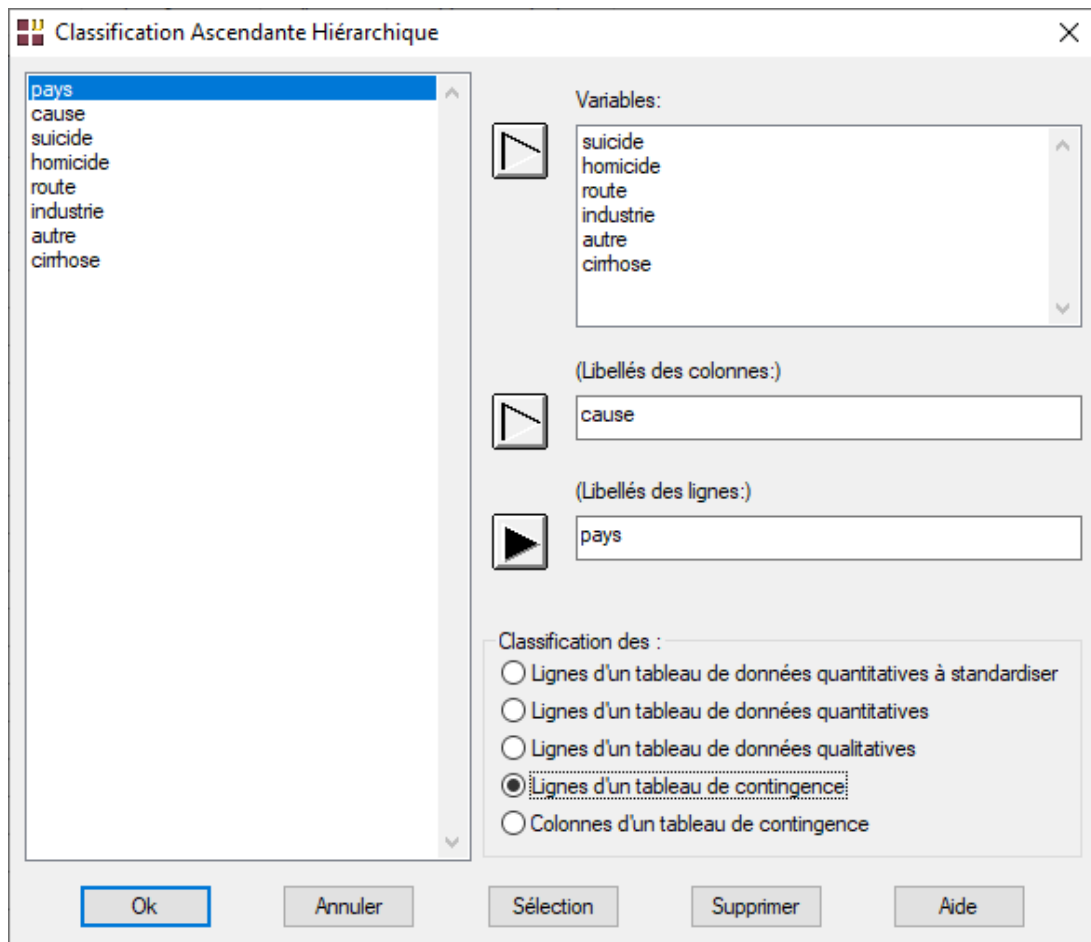 Classification Ascendante Hiérarchique
pays
cause
suicide
homicide
route
industrie
autre
cirrhose
Variables:
suicide
homicide
route
industrie
autre
cirrhose
(Libellés des colonnes:)
cause
(Libellés des lignes:)
pays
Classification des :
Lignes d'un tableau de données quantitatives à standardiser
Lignes d'un tableau de données quantitatives
Lignes d'un tableau de données qualitatives
Lignes d'un tableau de contingence
Colonnes d'un tableau de contingence
Ok
Annuler
Sélection
Supprimer
Aide